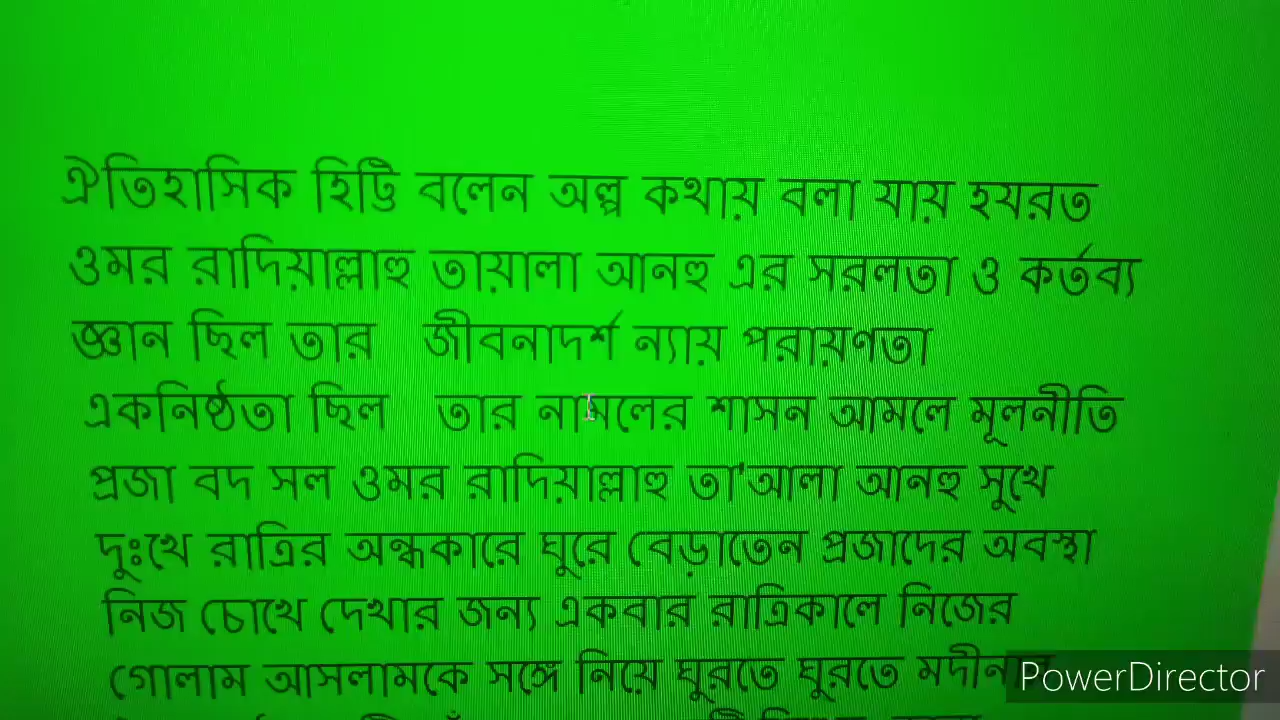 ঐতিহাসিক হিট্টি বলেন অল্প কথায় বলা যায় হযরত
ওমর রাদিয়াল্লাহু তায়ালা আনহু এর সরলতা ও কর্তব্য
জ্ঞান ছিল তার জীবনাদর্শ ন্যায় পরায়ণতা
একনিষ্ঠতা ছিল তার নামলের শাসন আমলে মূলনীতি
প্রজা বদ সল ওমর রাদিয়াল্লাহু তা'আলা আনহু সুখে
দুঃখে রাত্রির অন্ধকারে ঘুরে বেড়াতেন প্রজাদের অবস্থা
নিজ চোখে দেখার জন্য একবার রাত্রিকালে নিজের
গোলাম আসলামকে সঙ্গে নিয়ে ঘুরতে ঘুরতে মদীনার
PowerDirector